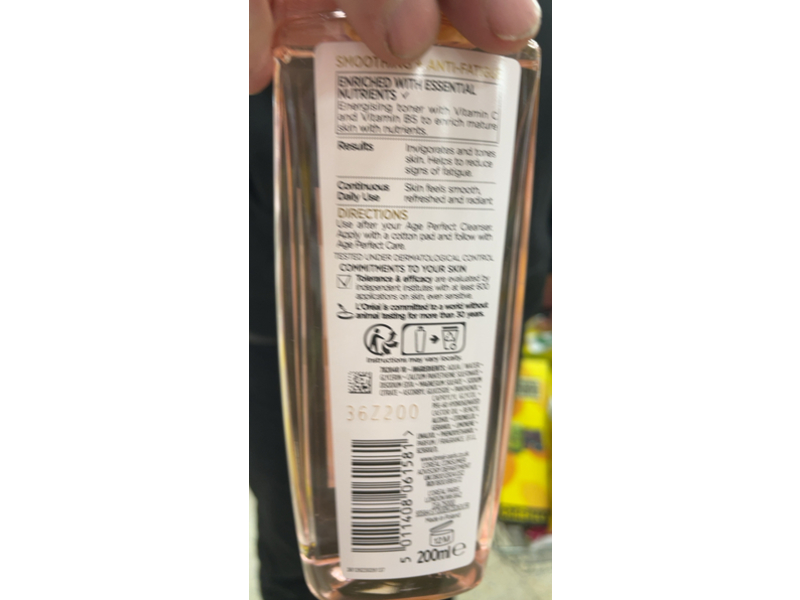 SMOOTHING + ANTI-FATIGUE
ENRICHED WITH ESSENTIAL
NUTRIENTS
Energising toner with Vitamin C
and Vitamin B5 to enrich mature
skin with nutrients.
Results
Invigorates and tones
skin. Helps to reduce
signs of fatigue.
Continuous
Daily Use
Skin feels smooth,
refreshed and radiant
DIRECTIONS
Use after your Age Perfect Cleanser.
Apply with a cotton pad and follow with
Age Perfect Care.
TESTED UNDER DERMATOLOGICAL CONTROL
COMMITMENTS TO YOUR SKIN
Tolerance & efficacy are evaluated by
independent institutes with at least 600
applications on skin, even sensitive.
L'Oréal is committed to a world without
animal testing for more than 30 years.
Instructions may vary locally.
INGREDIENTS: AQUA / WATER
36Z200
5 011408 061581 >
12M
200ml e